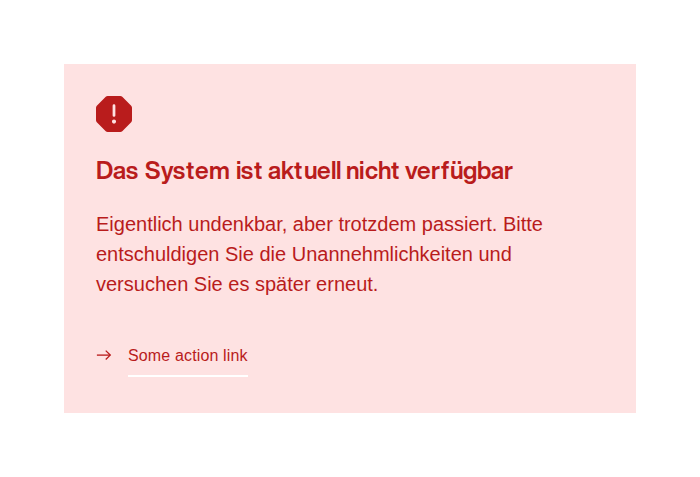 Das System ist aktuell nicht verfügbar
Eigentlich undenkbar, aber trotzdem passiert. Bitte
entschuldigen Sie die Unannehmlichkeiten und
versuchen Sie es später erneut.
→ Some action link